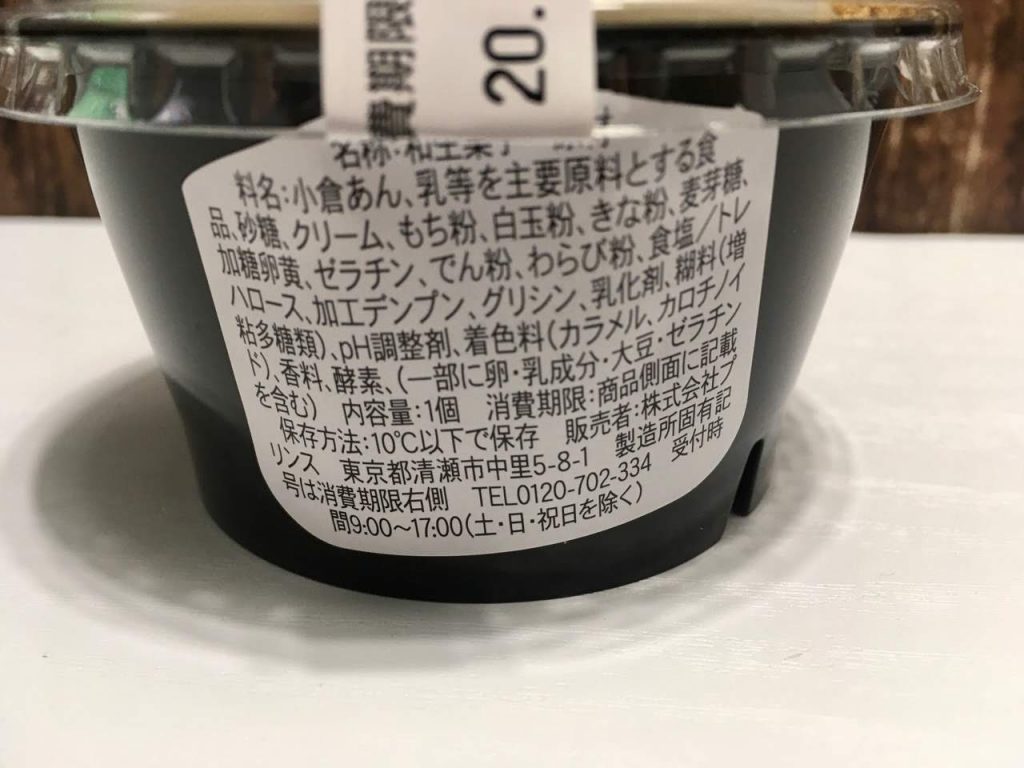 費期限
20.
名称:和生菓子
料名:小倉あん、乳等を主要原料とする食
品、砂糖、クリーム、もち粉、白玉粉、きな粉、麦芽糖、
加糖卵黄、ゼラチン、でん粉、わらび粉、食塩/トレ
ハロース、加工デンプン、グリシン、乳化剤、糊料(増
粘多糖類)、pH調整剤、着色料(カラメル、カロチノイ
ド)、香料、酵素、(一部に卵・乳成分・大豆・ゼラチン
を含む) 内容量:1個 消費期限:商品側面に記載
保存方法:10℃以下で保存 販売者:株式会社プ
リンス 東京都清瀬市中里5-8-1 製造所固有記
号は消費期限右側 TEL0120-702-334 受付時
間9:00~17:00(土・日・祝日を除く)